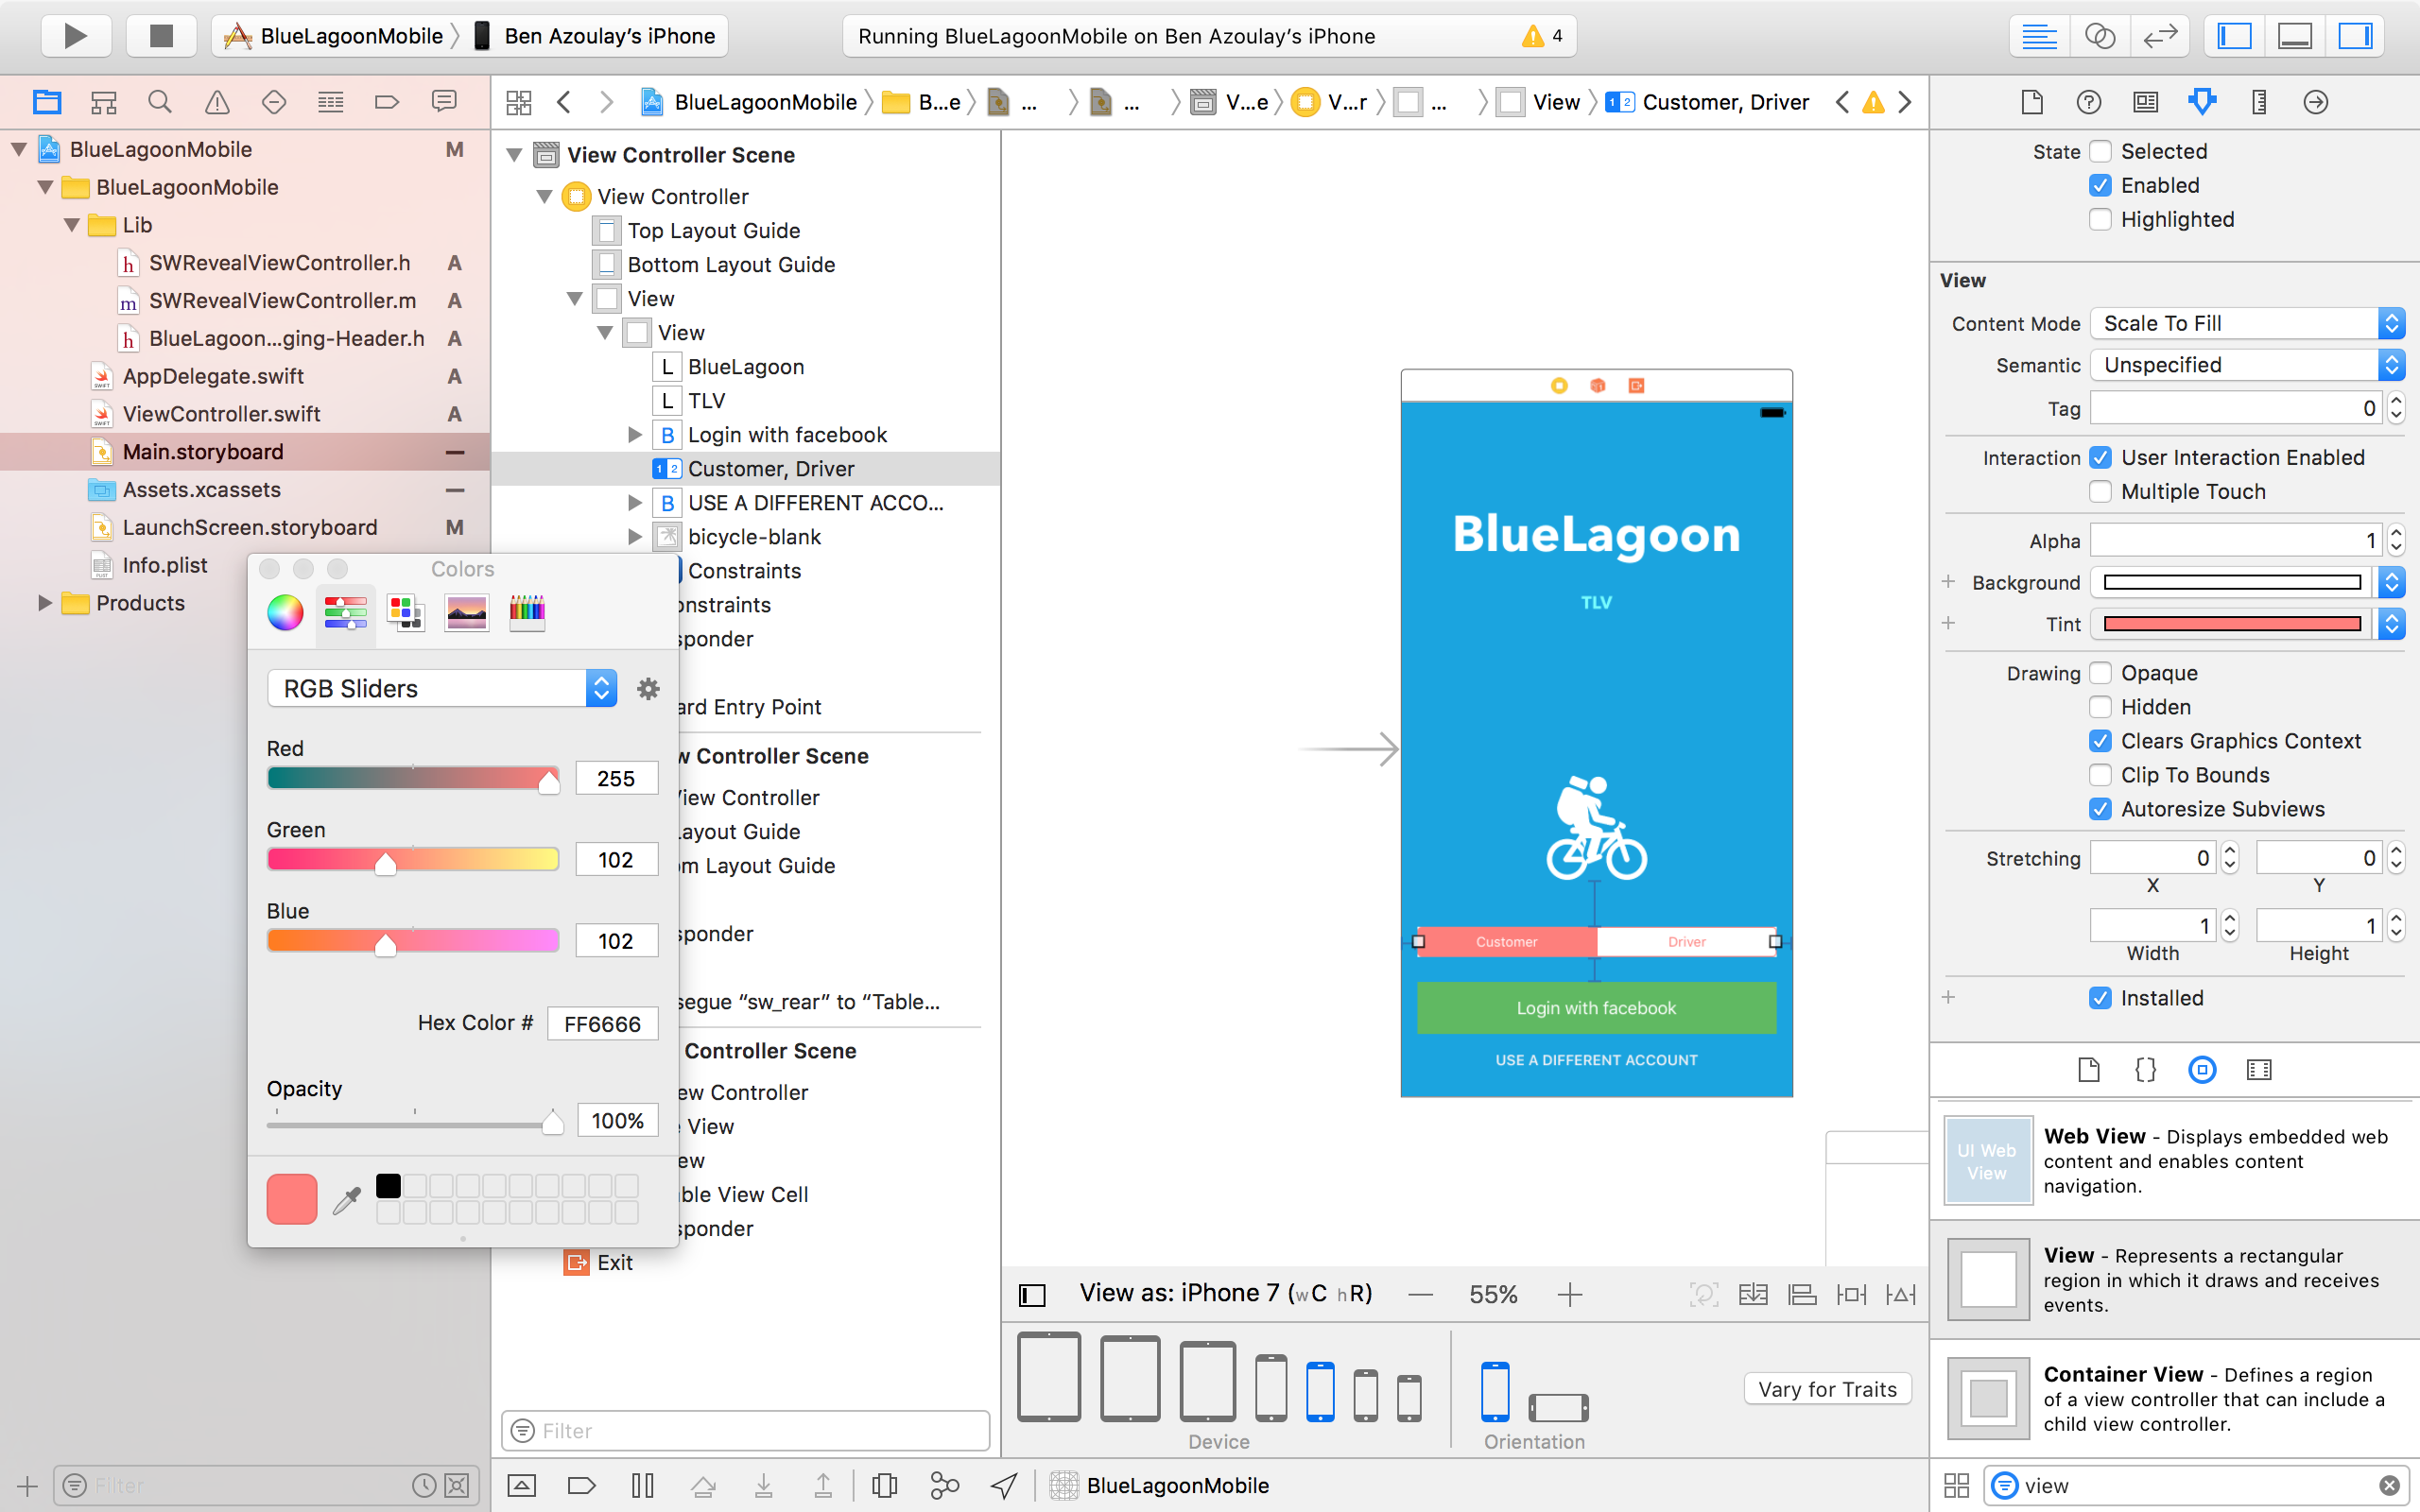 BlueLagoonMobile
Ben Azoulay's iPhone
Running BlueLagoonMobile on Ben Azoulay's iPhone
4
BlueLagoonMobile
B...e
...
...
V...e
V...r
...
View
1 2
Customer, Driver
BlueLagoonMobile M
BlueLagoonMobile
Lib
h SWRevealViewController.h A
m SWRevealViewController.m A
h BlueLagoon...ging-Header.h A
AppDelegate.swift A
ViewController.swift A
Main.storyboard
Assets.xcassets
LaunchScreen.storyboard M
Info.plist
Products
Filter
View Controller Scene
View Controller
Top Layout Guide
Bottom Layout Guide
View
View
L BlueLagoon
L TLV
B Login with facebook
1 2 Customer, Driver
B USE A DIFFERENT ACCO...
bicycle-blank
Constraints
onstraints
sponder
ard Entry Point
w Controller Scene
View Controller
Layout Guide
m Layout Guide
sponder
segue “sw_rear” to “Table...
Controller Scene
ew Controller
View
ew
ble View Cell
sponder
Exit
Filter
Colors
RGB Sliders
Red
255
Green
102
Blue
102
Hex Color # FF6666
Opacity
100%
BlueLagoon
TLV
Customer
Driver
Login with facebook
USE A DIFFERENT ACCOUNT
View as: iPhone 7 (wC hR)
55%
Device
Orientation
Vary for Traits
BlueLagoonMobile
State Selected
Enabled
Highlighted
View
Content Mode Scale To Fill
Semantic Unspecified
Tag 0
Interaction User Interaction Enabled
Multiple Touch
Alpha 1
Background
Tint
Drawing Opaque
Hidden
Clears Graphics Context
Clip To Bounds
Autoresize Subviews
Stretching 0 0
X Y
1 1
Width Height
Installed
UI Web
View
Web View - Displays embedded web
content and enables content
navigation.
View - Represents a rectangular
region in which it draws and receives
events.
Container View - Defines a region
of a view controller that can include a
child view controller.
view